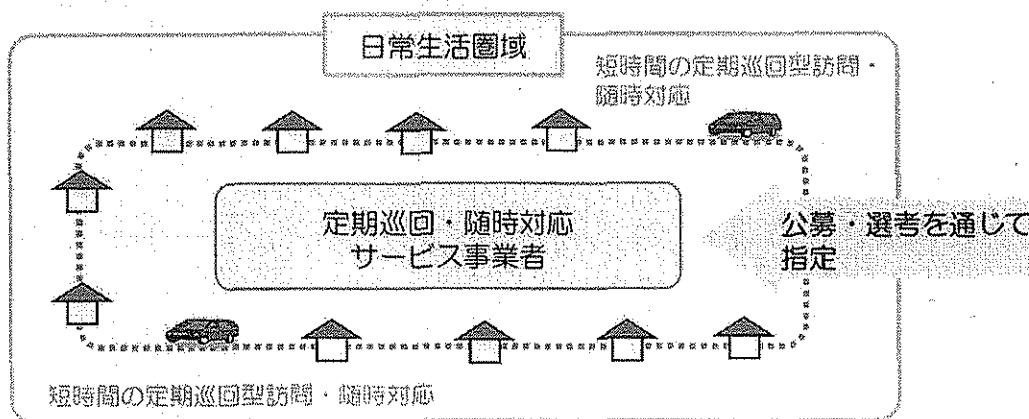 日常生活圏域
短時間の定期巡回型訪問・
随時対応
定期巡回・随時対応
サービス事業者
公募・選考を通じて
指定
短時間の定期巡回型訪問・随時対応